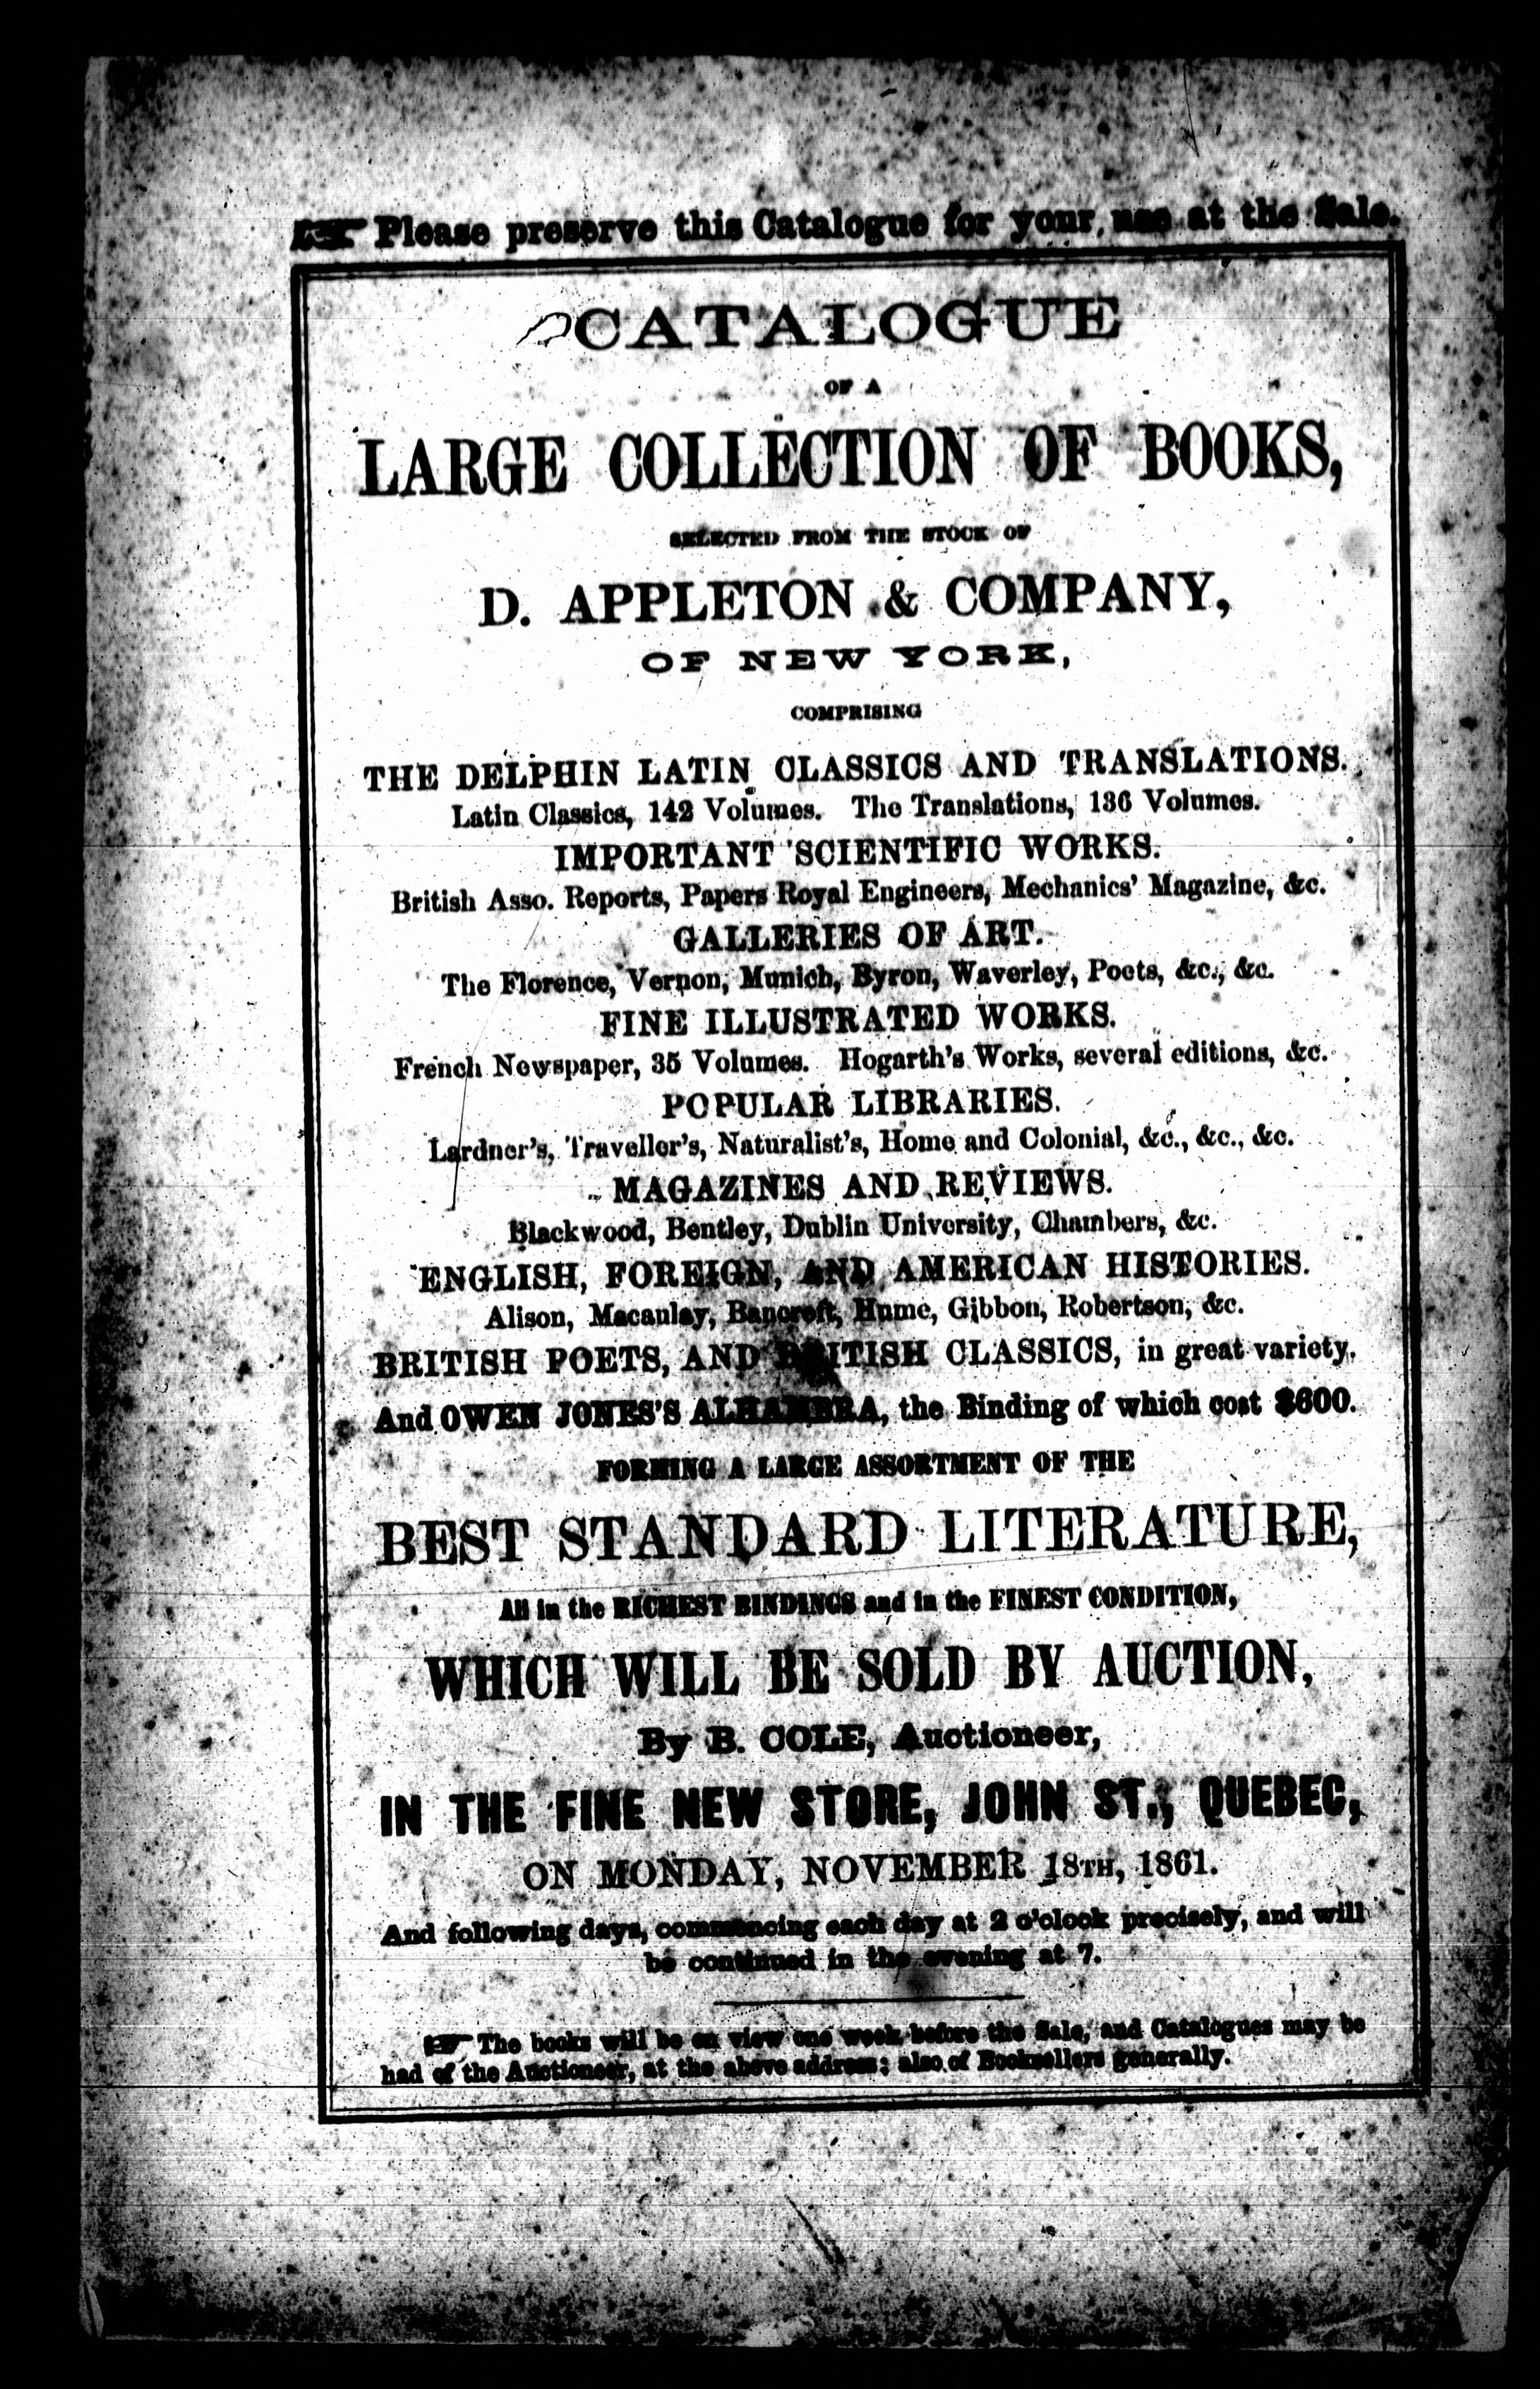 ☞ Please preserve this Catalogue for your use at the Sale.
CATALOGUE
OF A
LARGE COLLECTION OF BOOKS,
SELECTED FROM THE STOCK OF
D. APPLETON & COMPANY,
OF NEW YORK,
COMPRISING
THE DELPHIN LATIN CLASSICS AND TRANSLATIONS.
Latin Classics, 142 Volumes. The Translations, 136 Volumes.
IMPORTANT SCIENTIFIC WORKS.
British Asso. Reports, Papers Royal Engineers, Mechanics' Magazine, &c.
GALLERIES OF ART.
The Florence, Vernon, Munich, Byron, Waverley, Poets, &c., &c.
FINE ILLUSTRATED WORKS.
French Newspaper, 35 Volumes. Hogarth's Works, several editions, &c.
POPULAR LIBRARIES.
Lardner's, Traveller's, Naturalist's, Home and Colonial, &c., &c., &c.
MAGAZINES AND REVIEWS.
Blackwood, Bentley, Dublin University, Chambers, &c.
ENGLISH, FOREIGN, AND AMERICAN HISTORIES.
Alison, Macaulay, Bancroft, Hume, Gibbon, Robertson, &c.
BRITISH POETS, AND BRITISH CLASSICS, in great variety.
And OWEN JONES'S ALHAMBRA, the Binding of which cost $600.
FORMING A LARGE ASSORTMENT OF THE
BEST STANDARD LITERATURE,
All in the RICHEST BINDINGS and in the FINEST CONDITION,
WHICH WILL BE SOLD BY AUCTION,
By B. COLE, Auctioneer,
IN THE FINE NEW STORE, JOHN ST., QUEBEC,
ON MONDAY, NOVEMBER 18TH, 1861.
And following days, commencing each day at 2 o'clock precisely, and will
be continued in the evening at 7.
☞ The books will be on view one week before the Sale, and Catalogues may be
had of the Auctioneer, at the above address; also of Booksellers generally.